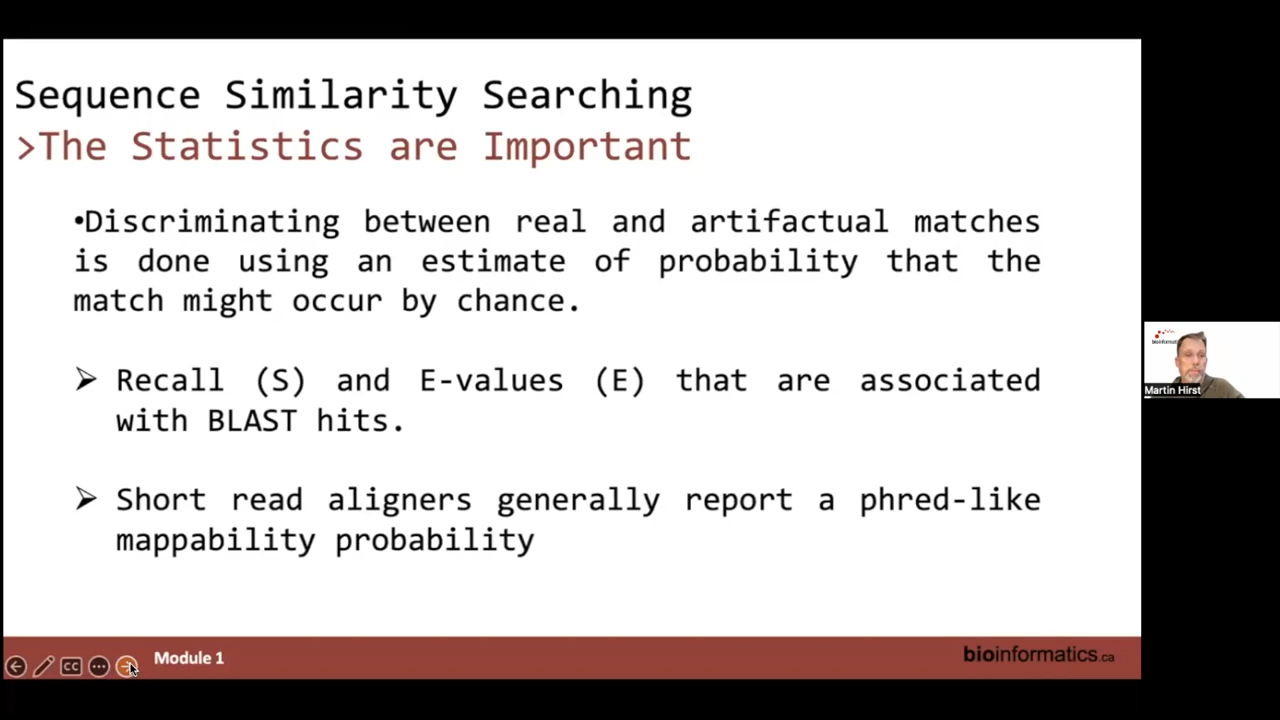 Sequence Similarity Searching
>The Statistics are Important
•Discriminating between real and artifactual matches
is done using an estimate of probability that the
match might occur by chance.
➢ Recall (S) and E-values (E) that are associated
with BLAST hits.
➢ Short read aligners generally report a phred-like
mappability probability
Martin Hirst
CC
Module 1
bioinformatics.ca